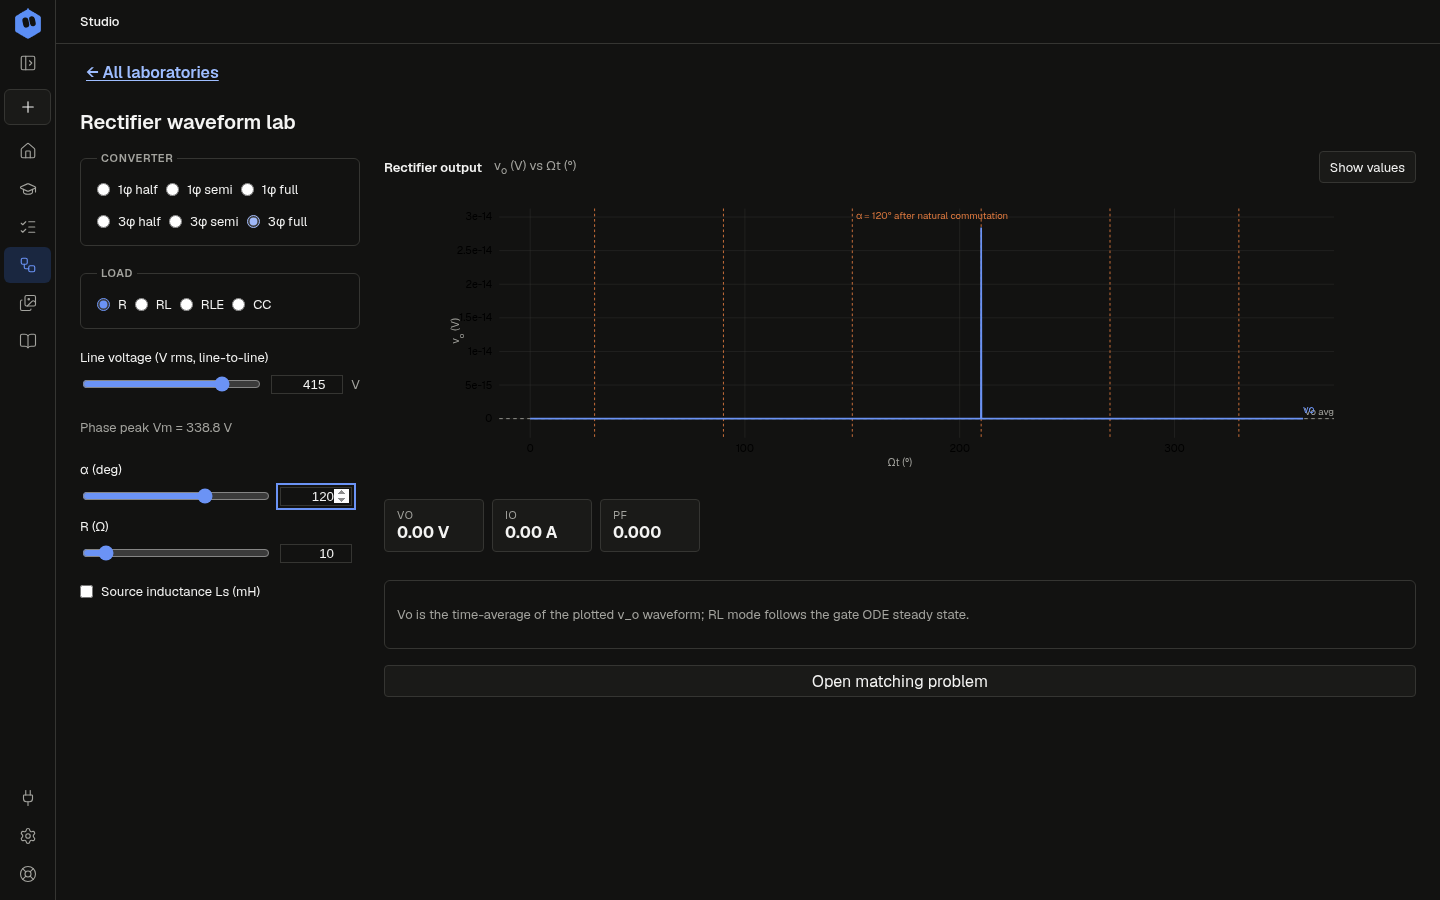 Studio
← All laboratories
Rectifier waveform lab
CONVERTER
1φ half 1φ semi 1φ full
3φ half 3φ semi 3φ full
LOAD
R RL RLE CC
Line voltage (V rms, line-to-line)
415 V
Phase peak Vm = 338.8 V
α (deg)
120
R (Ω)
10
Source inductance Ls (mH)
Rectifier output vo (V) vs Ωt (°)
Show values
α = 120° after natural commutation
3e-14
2.5e-14
2e-14
1.5e-14
1e-14
5e-15
0
vo (V)
Vo avg
0 100 200 300
Ωt (°)
VO
0.00 V
IO
0.00 A
PF
0.000
Vo is the time-average of the plotted v_o waveform; RL mode follows the gate ODE steady state.
Open matching problem